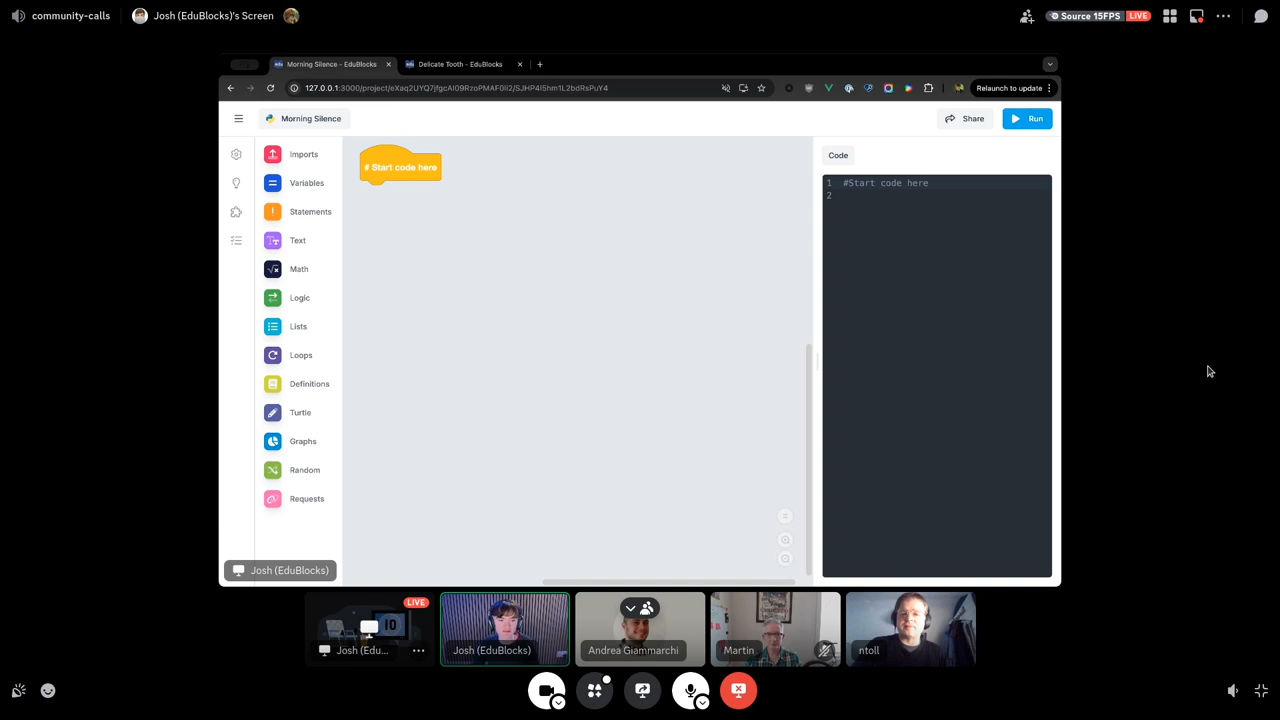 community-calls
Josh (EduBlocks)'s Screen
Source 15FPS
LIVE
Morning Silence - EduBlocks
Delicate Tooth - EduBlocks
Relaunch to update
Morning Silence
Share
Run
Imports
Variables
Statements
Text
Math
Logic
Lists
Loops
Definitions
Turtle
Graphs
Random
Requests
# Start code here
Code
1 #Start code here
2
Josh (EduBlocks)
LIVE
Josh (Edu...
Josh (EduBlocks)
Andrea Giammarchi
Martin
ntoll